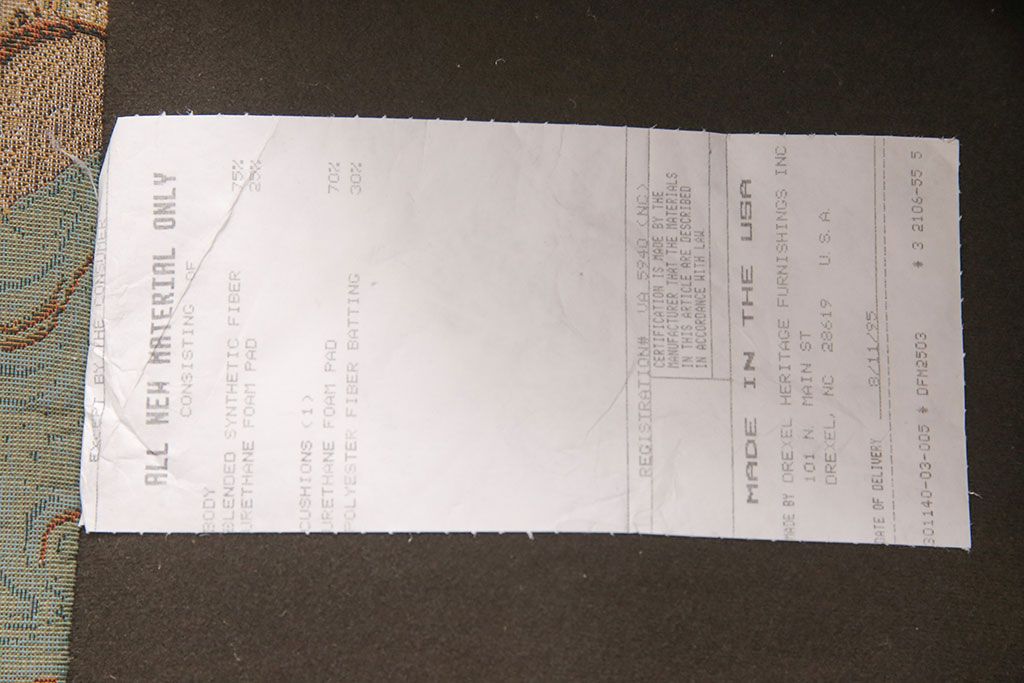 EXCEPT BY THE CONSUMER
ALL NEW MATERIAL ONLY
CONSISTING OF
BODY
BLENDED SYNTHETIC FIBER 75%
URETHANE FOAM PAD 25%
CUSHIONS (1)
URETHANE FOAM PAD 70%
POLYESTER FIBER BATTING 30%
REGISTRATION# VA 5940 (NC)
CERTIFICATION IS MADE BY THE
MANUFACTURER THAT THE MATERIALS
IN THIS ARTICLE ARE DESCRIBED
IN ACCORDANCE WITH LAW.
MADE IN THE USA
MADE BY DREXEL HERITAGE FURNISHINGS INC
101 N. MAIN ST
DREXEL, NC 28619 U.S.A
DATE OF DELIVERY 8/11/95
301140-03-005 * DFM2503 * 3 2106-55 5